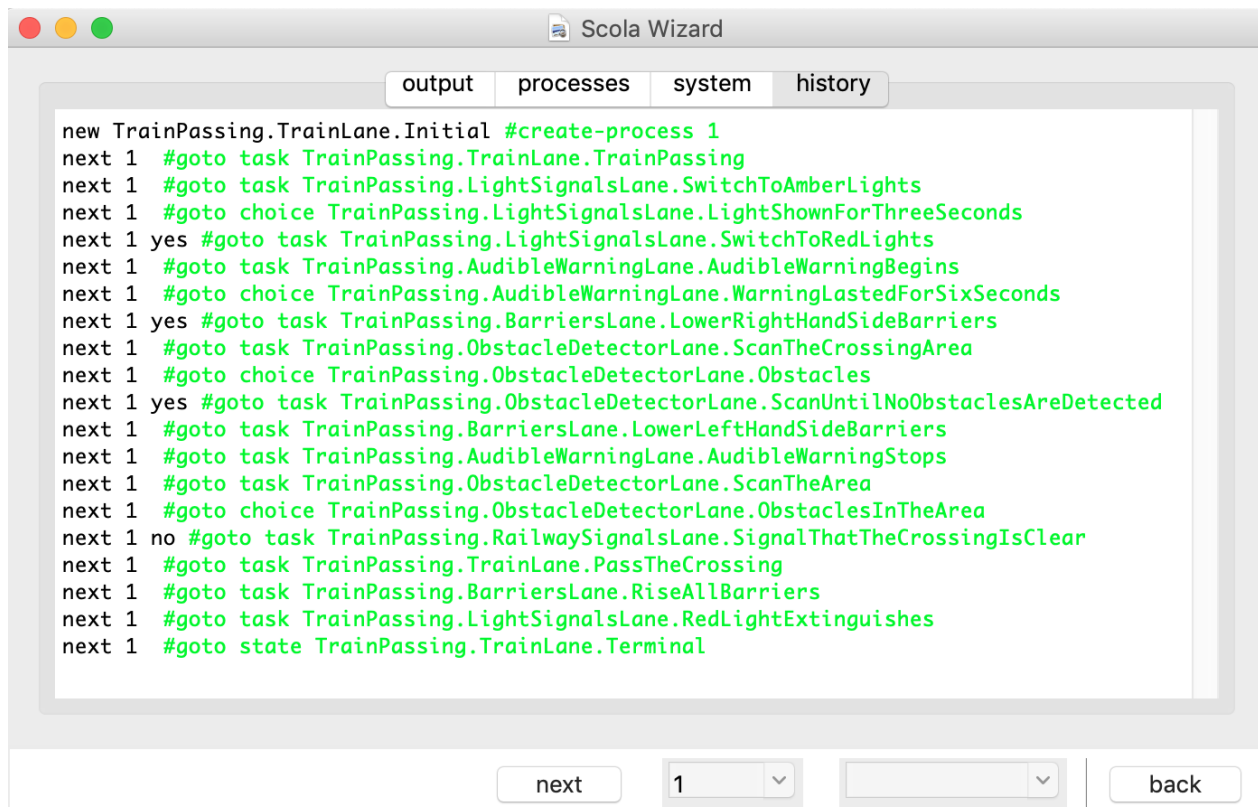 Scola Wizard
output processes system history
new TrainPassing.TrainLane.Initial #create-process 1
next 1  #goto task TrainPassing.TrainLane.TrainPassing
next 1  #goto task TrainPassing.LightSignalsLane.SwitchToAmberLights
next 1  #goto choice TrainPassing.LightSignalsLane.LightShownForThreeSeconds
next 1 yes #goto task TrainPassing.LightSignalsLane.SwitchToRedLights
next 1  #goto task TrainPassing.AudibleWarningLane.AudibleWarningBegins
next 1  #goto choice TrainPassing.AudibleWarningLane.WarningLastedForSixSeconds
next 1 yes #goto task TrainPassing.BarriersLane.LowerRightHandSideBarriers
next 1  #goto task TrainPassing.ObstacleDetectorLane.ScanTheCrossingArea
next 1  #goto choice TrainPassing.ObstacleDetectorLane.Obstacles
next 1 yes #goto task TrainPassing.ObstacleDetectorLane.ScanUntilNoObstaclesAreDetected
next 1  #goto task TrainPassing.BarriersLane.LowerLeftHandSideBarriers
next 1  #goto task TrainPassing.AudibleWarningLane.AudibleWarningStops
next 1  #goto task TrainPassing.ObstacleDetectorLane.ScanTheArea
next 1  #goto choice TrainPassing.ObstacleDetectorLane.ObstaclesInTheArea
next 1 no #goto task TrainPassing.RailwaySignalsLane.SignalThatTheCrossingIsClear
next 1  #goto task TrainPassing.TrainLane.PassTheCrossing
next 1  #goto task TrainPassing.BarriersLane.RiseAllBarriers
next 1  #goto task TrainPassing.LightSignalsLane.RedLightExtinguishes
next 1  #goto state TrainPassing.TrainLane.Terminal
next 1 back